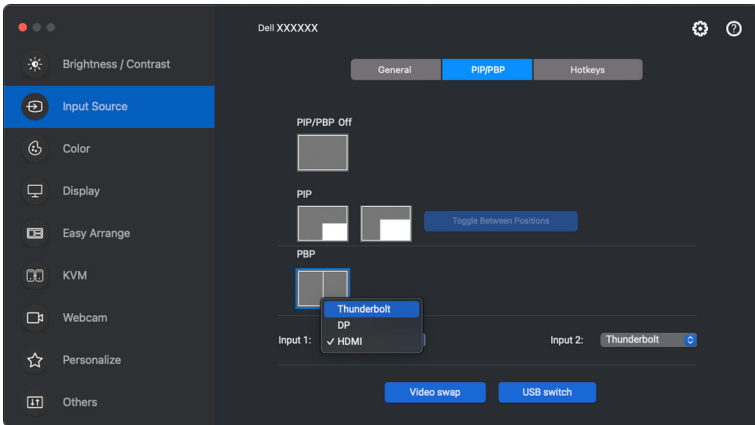 Dell XXXXXX
Brightness / Contrast
Input Source
Color
Display
Easy Arrange
KVM
Webcam
Personalize
Others
General PIP/PBP Hotkeys
PIP/PBP Off
PIP
Toggle Between Positions
PBP
Thunderbolt
DP
Input 1: ✓ HDMI Input 2: Thunderbolt
Video swap USB switch